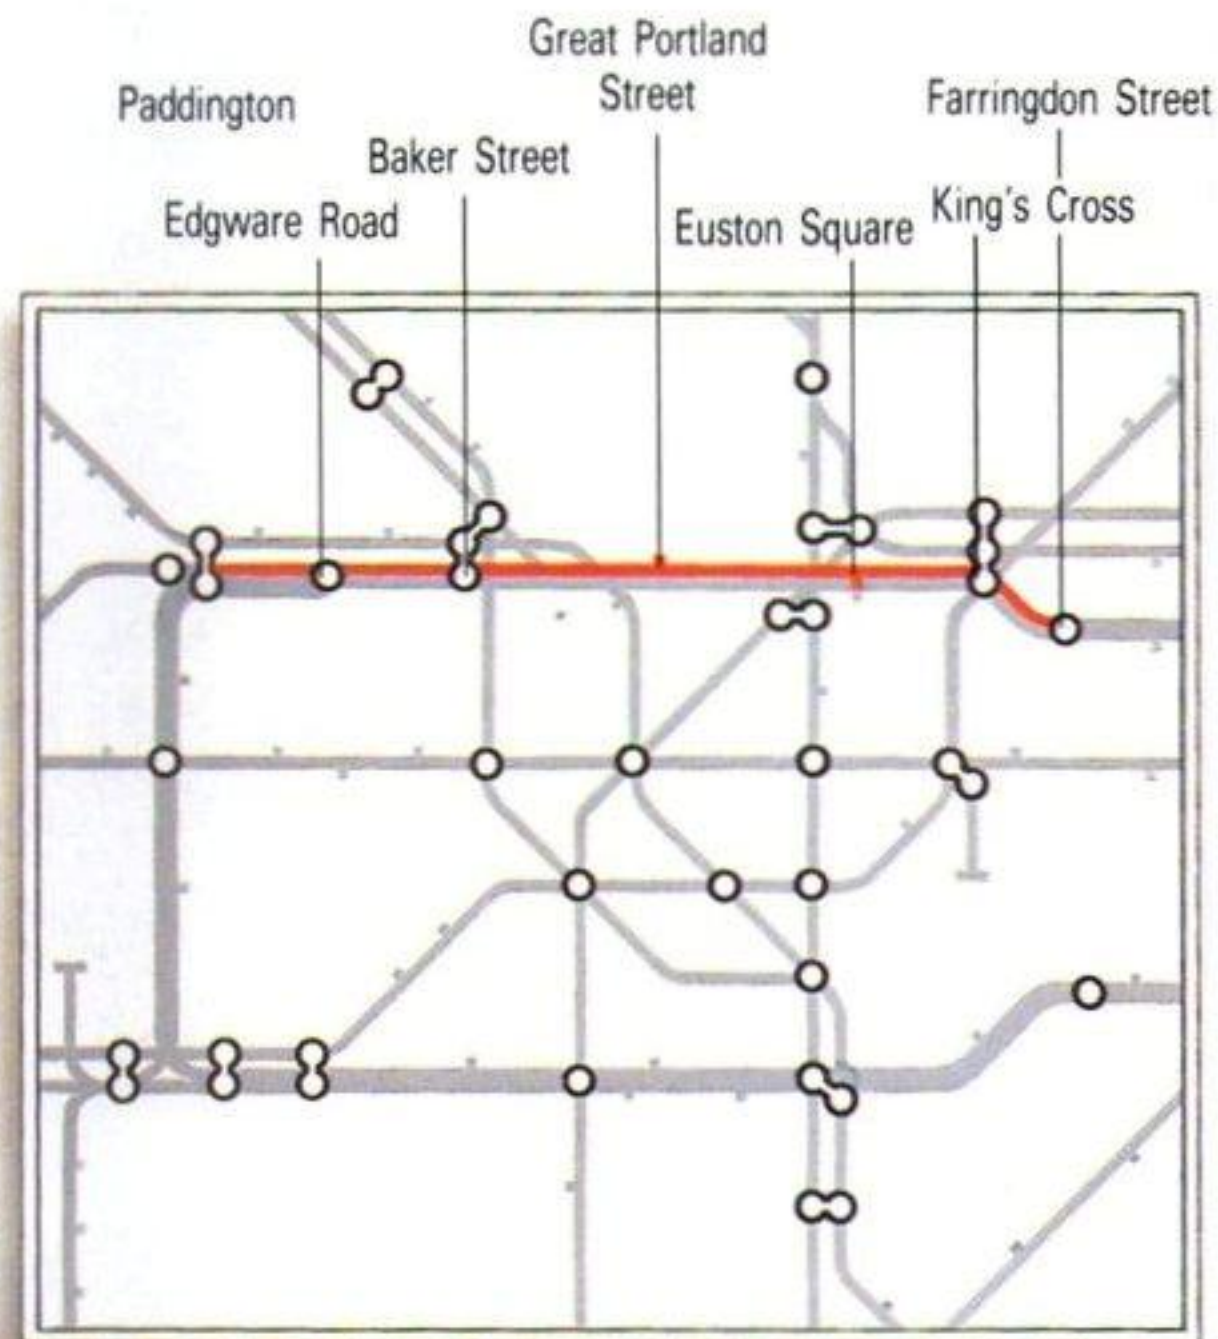 Great Portland
Street
Paddington
Farringdon Street
Baker Street
King's Cross
Edgware Road
Euston Square